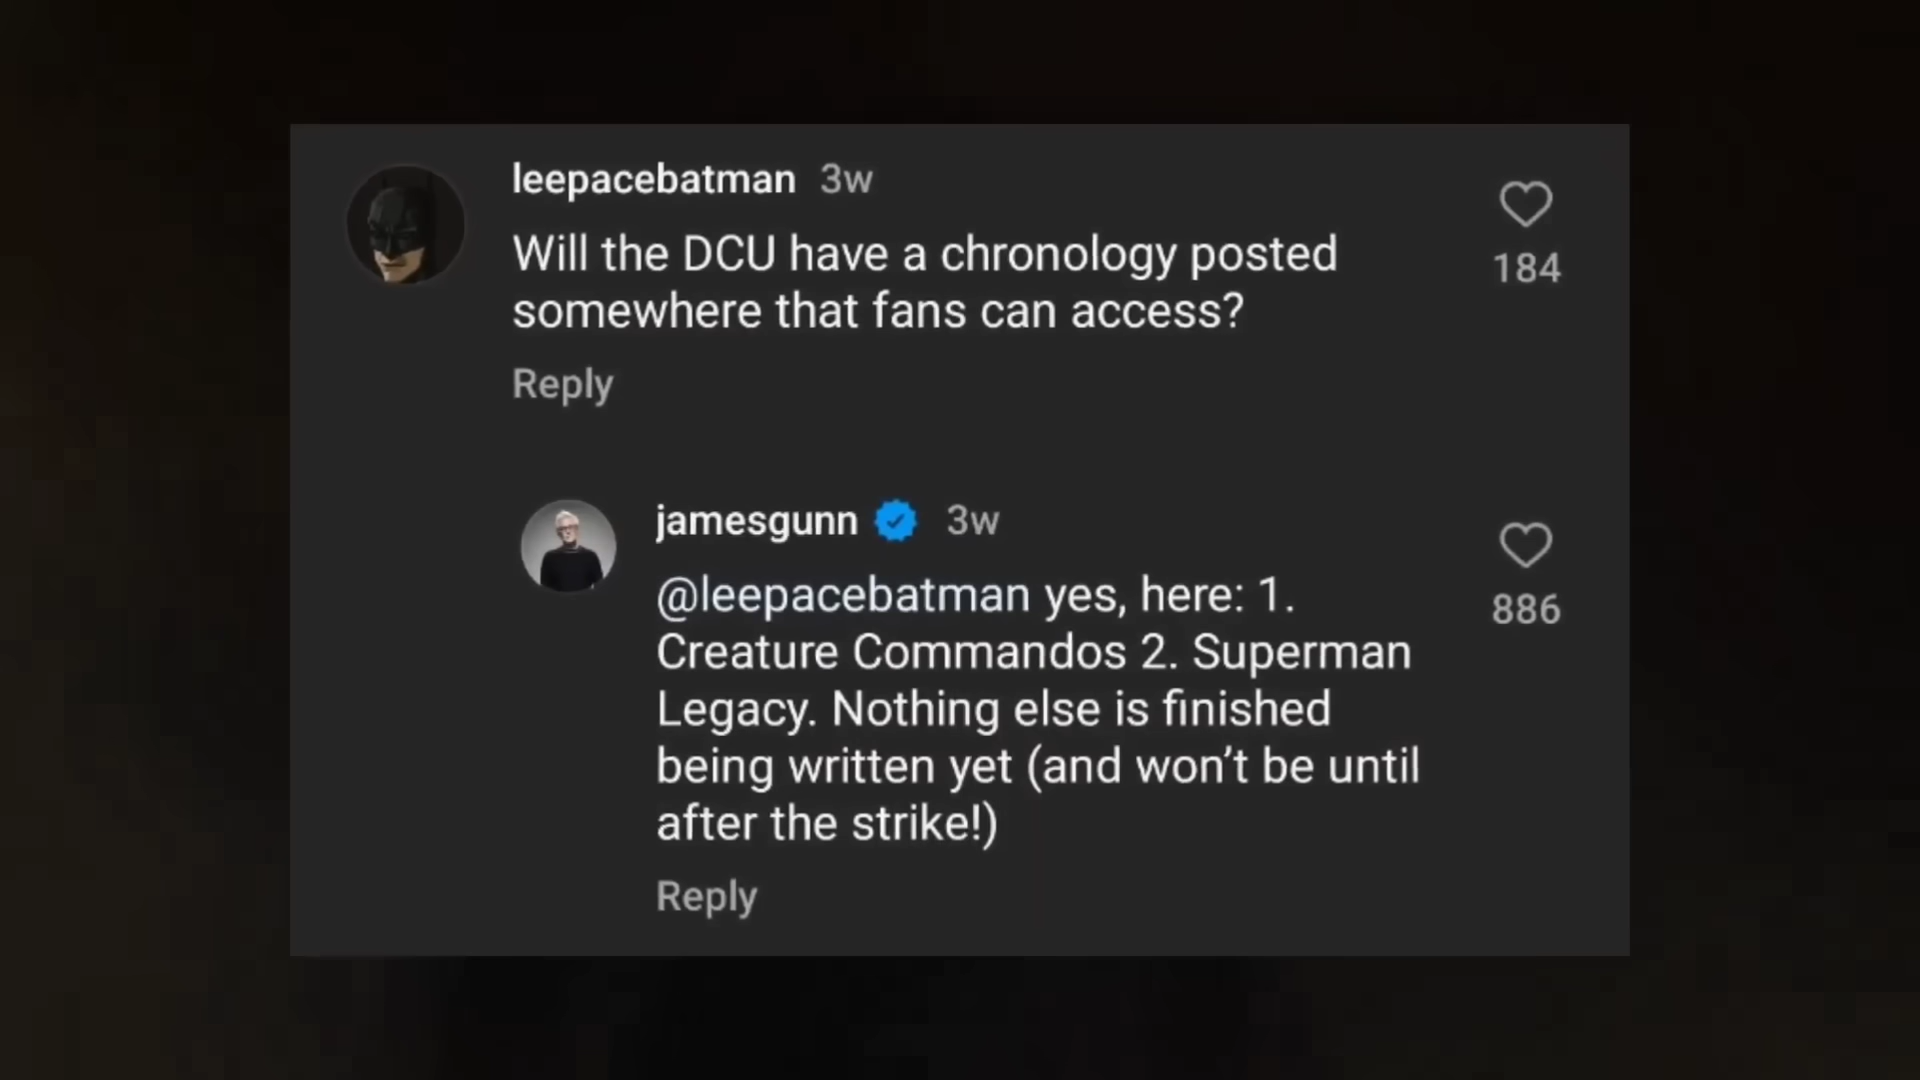 leepacebatman 3w
Will the DCU have a chronology posted
somewhere that fans can access?
184
Reply
jamesgunn 3w
@leepacebatman yes, here: 1.
Creature Commandos 2. Superman
Legacy. Nothing else is finished
being written yet (and won’t be until
after the strike!)
886
Reply